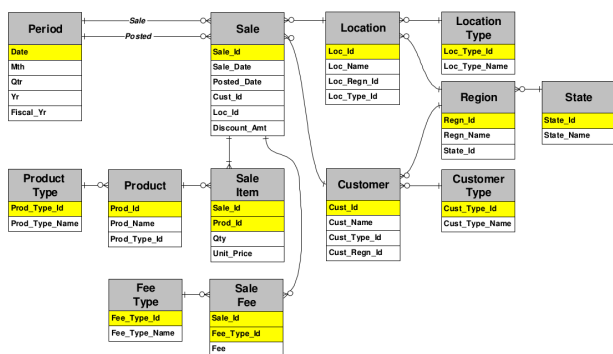 Period
Date
Mth
Qtr
Yr
Fiscal_Yr
Sale
Posted
Sale
Sale_Id
Sale_Date
Posted_Date
Cust_Id
Loc_Id
Discount_Amt
Location
Loc_Id
Loc_Name
Loc_Regn_Id
Loc_Type_Id
Location
Type
Loc_Type_Id
Loc_Type_Name
Region
Regn_Id
Regn_Name
State_Id
State
State_Id
State_Name
Product
Type
Prod_Type_Id
Prod_Type_Name
Product
Prod_Id
Prod_Name
Prod_Type_Id
Sale
Item
Sale_Id
Prod_Id
Qty
Unit_Price
Customer
Cust_Id
Cust_Name
Cust_Type_Id
Cust_Regn_Id
Customer
Type
Cust_Type_Id
Cust_Type_Name
Fee
Type
Fee_Type_Id
Fee_Type_Name
Sale
Fee
Sale_Id
Fee_Type_Id
Fee